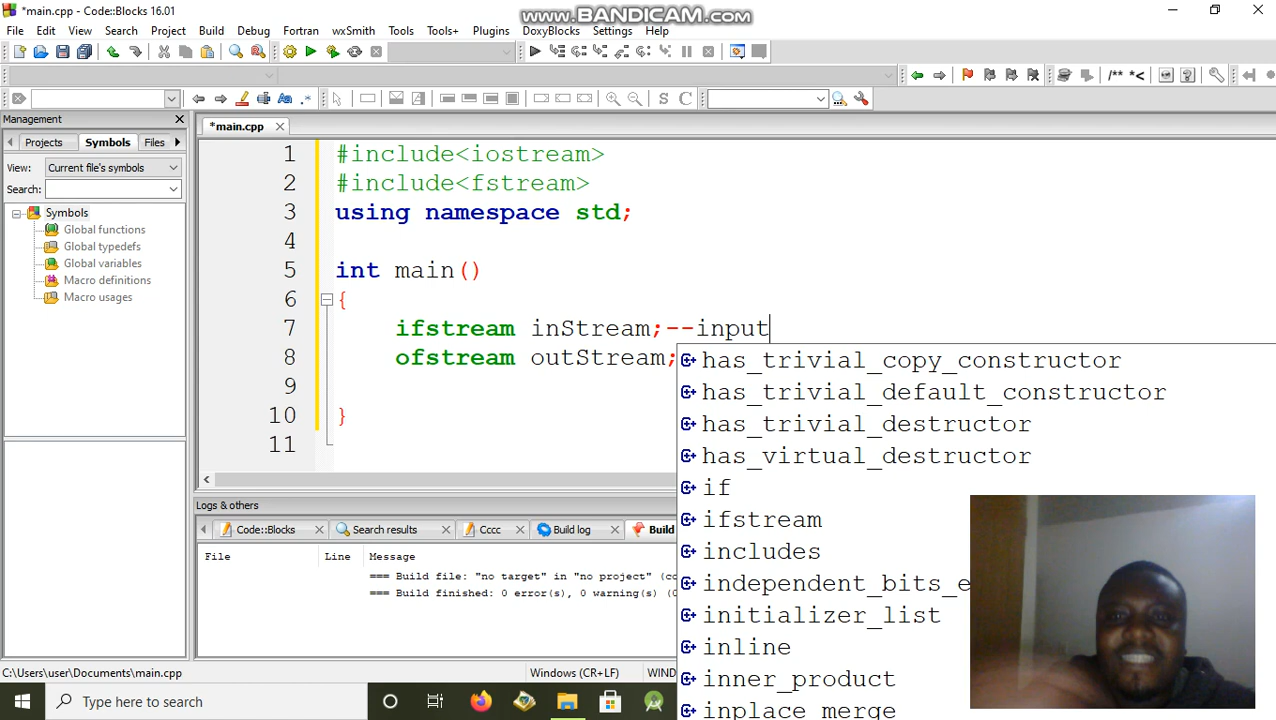 *main.cpp - Code::Blocks 16.01
www.BANDICAM.com
File Edit View Search Project Build Debug Fortran wxSmith Tools Tools+ Plugins DoxyBlocks Settings Help
/** *<
S C
Management
Projects Symbols Files
*main.cpp
View: Current file's symbols
Search:
Symbols
Global functions
Global typedefs
Global variables
Macro definitions
Macro usages
1 #include<iostream>
2 #include<fstream>
3 using namespace std;
4
5 int main()
6 {
7 ifstream inStream;--input
8 ofstream outStream;
9
10 }
11
has_trivial_copy_constructor
has_trivial_default_constructor
has_trivial_destructor
has_virtual_destructor
if
ifstream
includes
independent_bits_e
initializer_list
inline
inner_product
inplace_merge
Logs & others
Code::Blocks Search results Cccc Build log Build
File Line Message
=== Build file: "no target" in "no project" (co
=== Build finished: 0 error(s), 0 warning(s) (0
C:\Users\user\Documents\main.cpp Windows (CR+LF) WIND
Type here to search